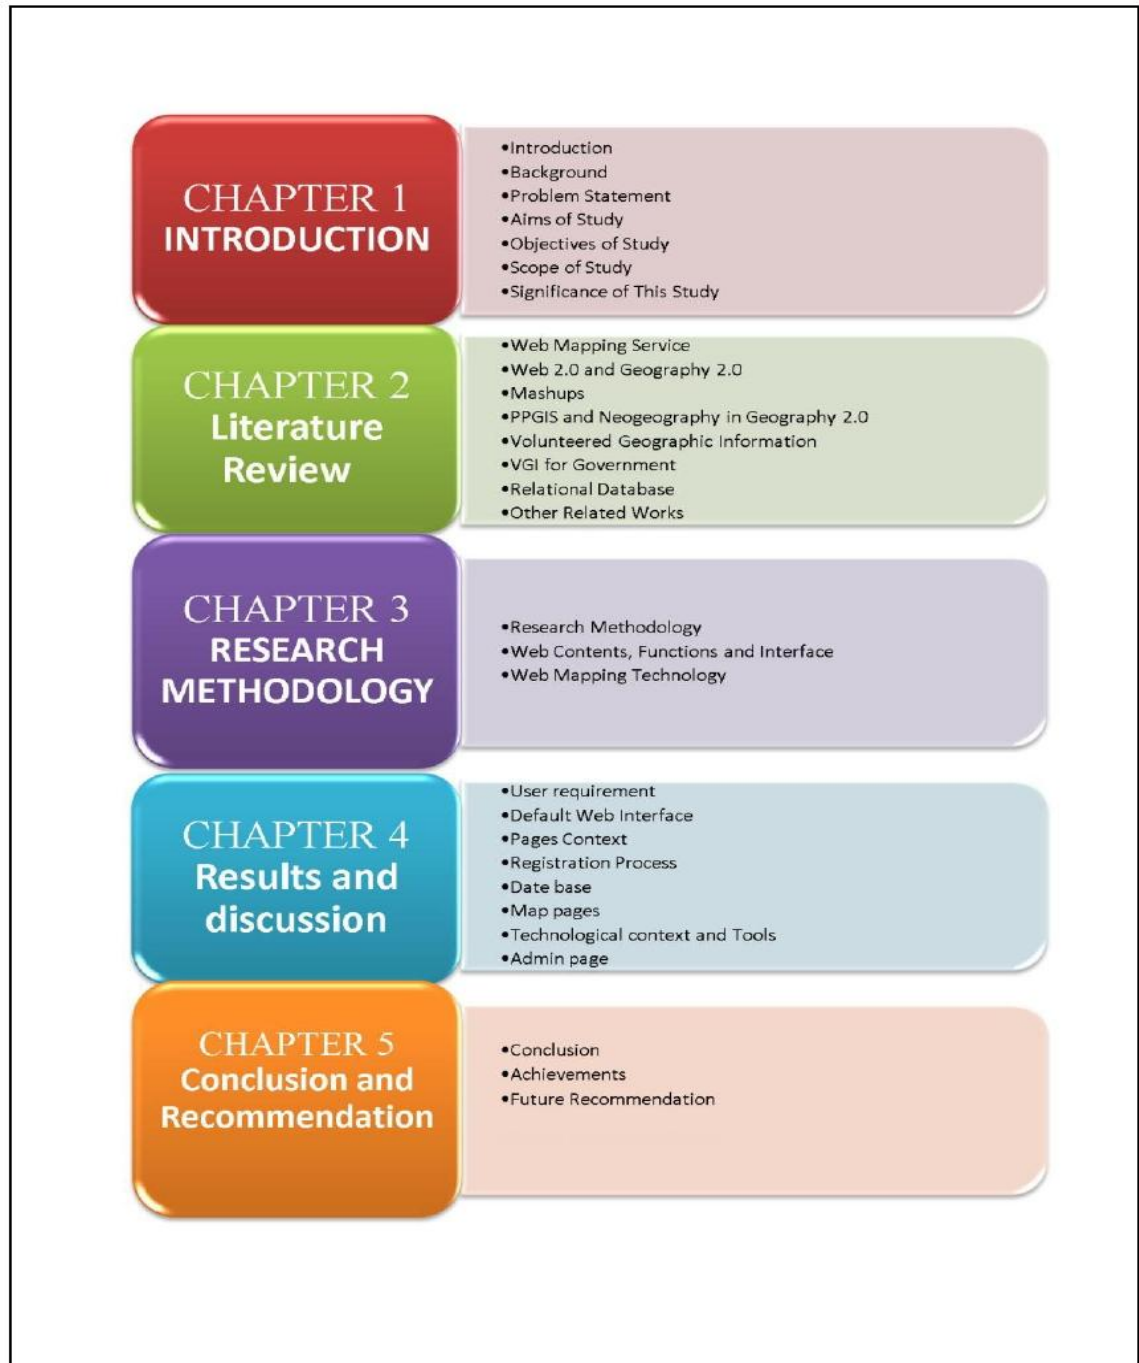 CHAPTER 1
INTRODUCTION
•Introduction
•Background
•Problem Statement
•Aims of Study
•Objectives of Study
•Scope of Study
•Significance of This Study
CHAPTER 2
Literature
Review
•Web Mapping Service
•Web 2.0 and Geography 2.0
•Mashups
•PPGIS and Neogeography in Geography 2.0
•Volunteered Geographic Information
•VGI for Government
•Relational Database
•Other Related Works
CHAPTER 3
RESEARCH
METHODOLOGY
•Research Methodology
•Web Contents, Functions and Interface
•Web Mapping Technology
CHAPTER 4
Results and
discussion
•User requirement
•Default Web Interface
•Pages Context
•Registration Process
•Date base
•Map pages
•Technological context and Tools
•Admin page
CHAPTER 5
Conclusion and
Recommendation
•Conclusion
•Achievements
•Future Recommendation